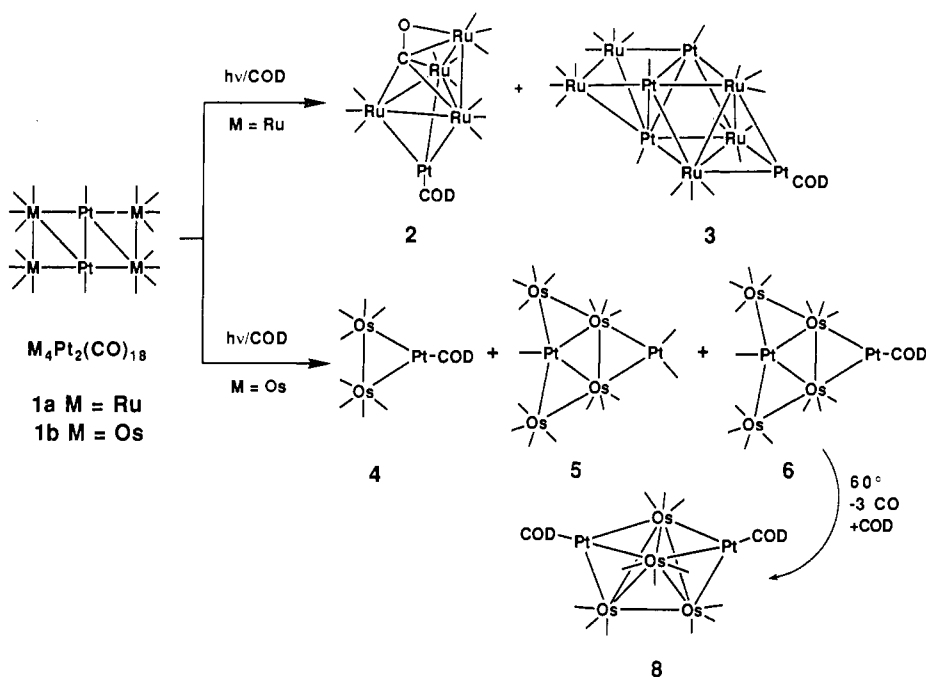 O
C
Ru
Ru
Ru
Ru
Pt
COD
2
+
Ru
Pt
Ru
Pt
Ru
Pt
Ru
Ru
Pt
COD
3
hν/COD
M = Ru
M Pt M
M Pt M
M₄Pt₂(CO)₁₈
1a M = Ru
1b M = Os
hν/COD
M = Os
Os
Pt-COD
Os
4
+
Os
Os
Pt
Pt
Os
Os
5
+
Os
Os
Pt
Pt-COD
Os
Os
6
60°
-3 CO
+COD
Os
COD Pt
Pt COD
Os
Os
Os
8